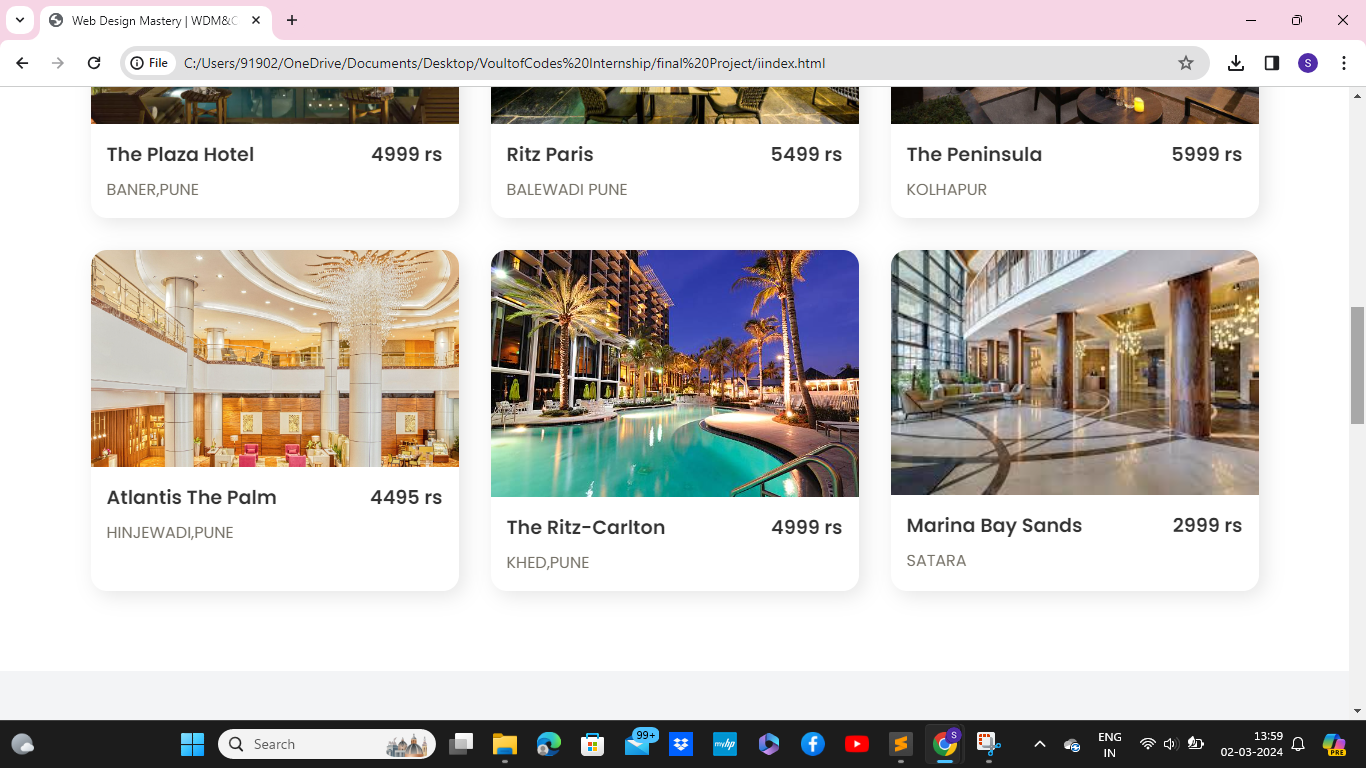 Web Design Mastery | WDM&C
File
C:/Users/91902/OneDrive/Documents/Desktop/VoultofCodes%20Internship/final%20Project/iindex.html
S
The Plaza Hotel 4999 rs
BANER,PUNE
Ritz Paris 5499 rs
BALEWADI PUNE
The Peninsula 5999 rs
KOLHAPUR
Atlantis The Palm 4495 rs
HINJEWADI,PUNE
The Ritz-Carlton 4999 rs
KHED,PUNE
Marina Bay Sands 2999 rs
SATARA
Search
99+
myhp
S
ENG
IN
13:59
02-03-2024
PRE